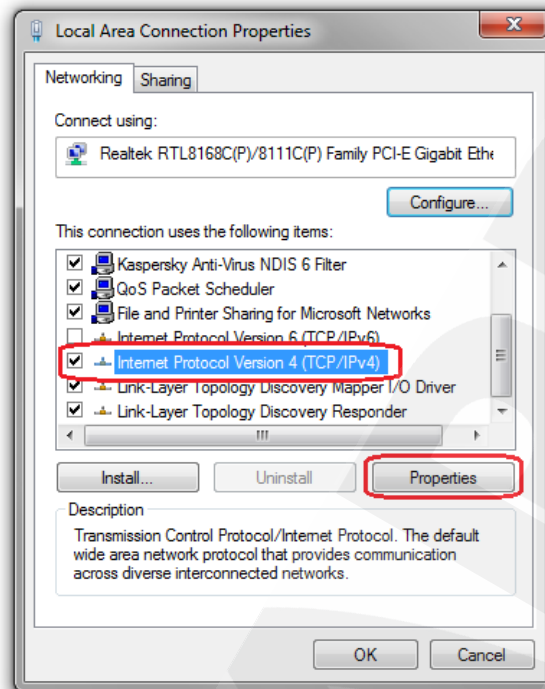 Local Area Connection Properties
Networking
Sharing
Connect using:
Realtek RTL8168C(P)/8111C(P) Family PCI-E Gigabit Ethe
Configure...
This connection uses the following items:
Kaspersky Anti-Virus NDIS 6 Filter
QoS Packet Scheduler
File and Printer Sharing for Microsoft Networks
Internet Protocol Version 6 (TCP/IPv6)
Internet Protocol Version 4 (TCP/IPv4)
Link-Layer Topology Discovery Mapper I/O Driver
Link-Layer Topology Discovery Responder
Install...
Uninstall
Properties
Description
Transmission Control Protocol/Internet Protocol. The default
wide area network protocol that provides communication
across diverse interconnected networks.
OK
Cancel